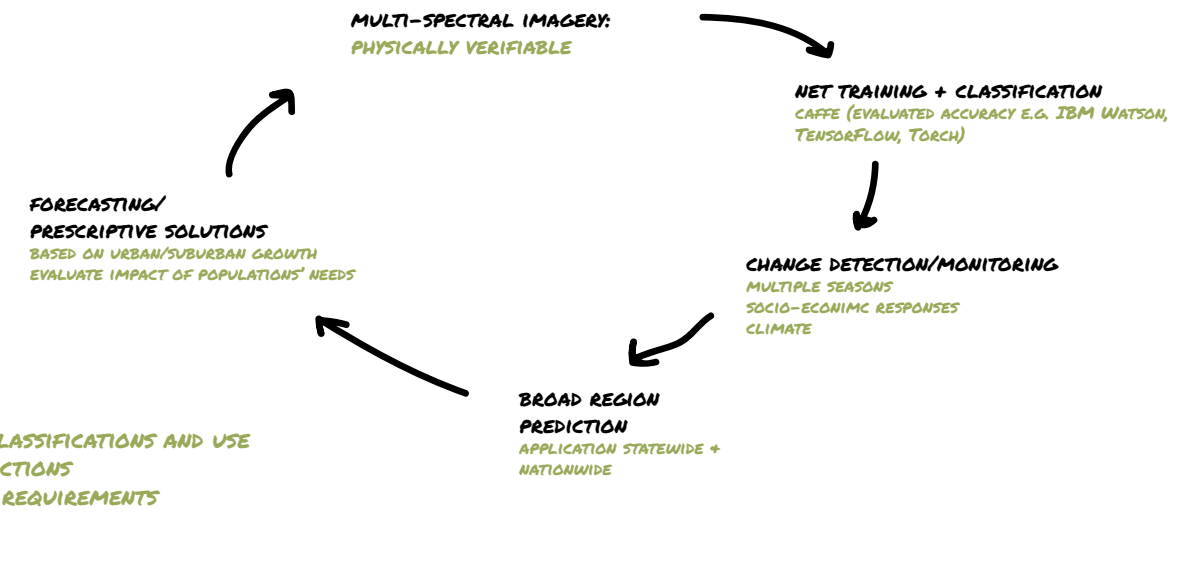 MULTI-SPECTRAL IMAGERY:
PHYSICALLY VERIFIABLE
NET TRAINING + CLASSIFICATION
CAFFE (EVALUATED ACCURACY E.G. IBM WATSON,
TENSORFLOW, TORCH)
FORECASTING/
PRESCRIPTIVE SOLUTIONS
BASED ON URBAN/SUBURBAN GROWTH
EVALUATE IMPACT OF POPULATIONS' NEEDS
CHANGE DETECTION/MONITORING
MULTIPLE SEASONS
SOCIO-ECONIMC RESPONSES
CLIMATE
BROAD REGION
PREDICTION
APPLICATION STATEWIDE +
NATIONWIDE
LASSIFICATIONS AND USE
CTIONS
REQUIREMENTS